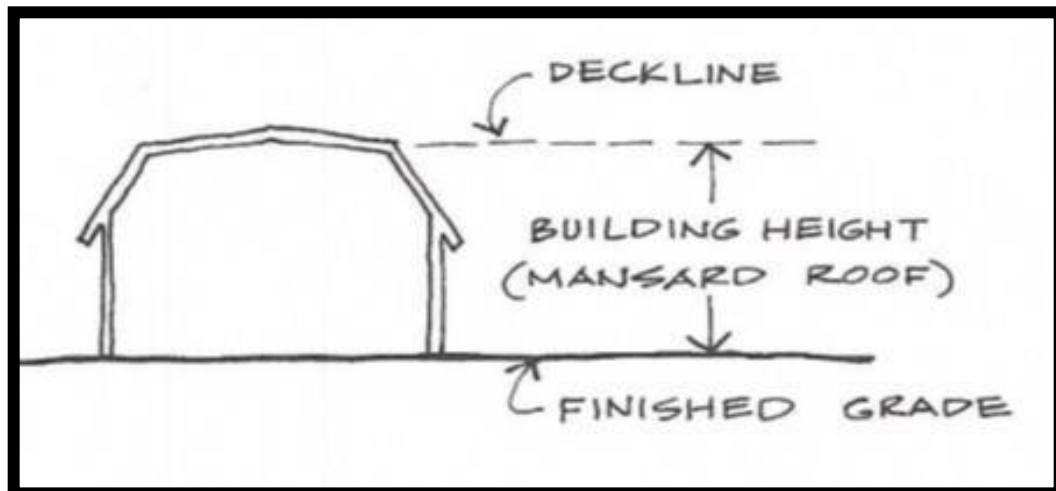 DECKLINE
BUILDING HEIGHT
(MANSARD ROOF)
FINISHED GRADE